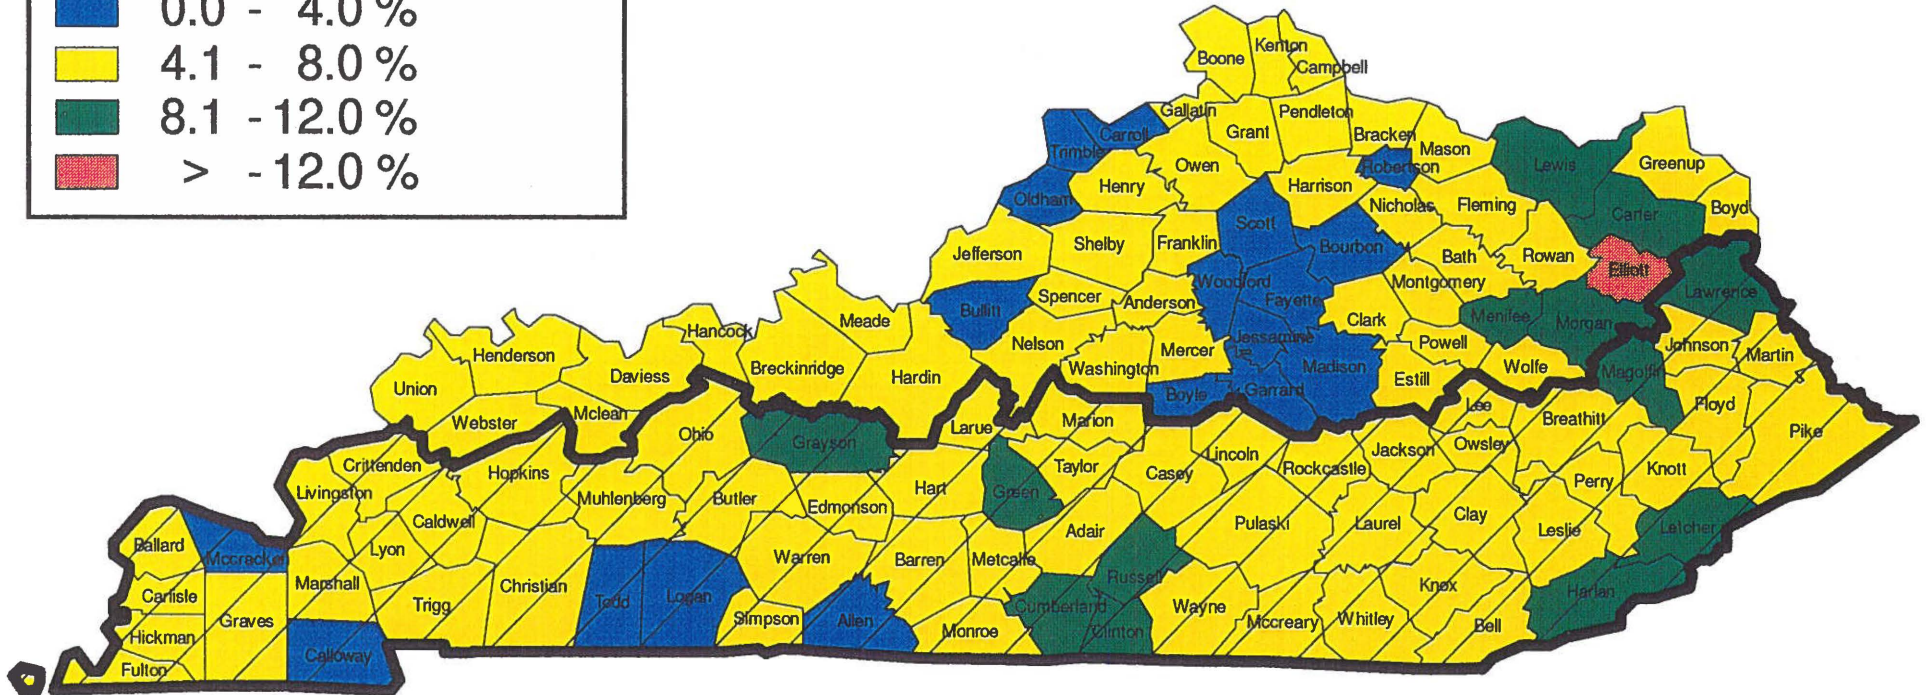 0.0 - 4.0 %
4.1 - 8.0 %
8.1 - 12.0 %
> - 12.0 %
Boone
Kenton
Campbell
Gallatin
Pendleton
Carroll
Grant
Bracken
Mason
Trimble
Owen
Robertson
Lewis
Greenup
Henry
Harrison
Oldham
Nicholas
Fleming
Boyd
Carter
Scott
Jefferson
Shelby
Franklin
Bourbon
Bath
Rowan
Elliott
Woodford
Montgomery
Lawrence
Spencer
Anderson
Fayette
Bullitt
Menifee
Morgan
Clark
Meade
Hancock
Nelson
Jessamine
Powell
Johnson
Martin
Henderson
Mercer
Washington
Madison
Wolfe
Breckinridge
Hardin
Estill
Magoffin
Daviess
Union
Boyle
Garrard
Lee
Floyd
Mclean
Webster
Larue
Marion
Breathitt
Ohio
Grayson
Pike
Owsley
Lincoln
Jackson
Crittenden
Hopkins
Taylor
Casey
Rockcastle
Knott
Perry
Livingston
Muhlenberg
Butler
Edmonson
Hart
Green
Caldwell
Pulaski
Laurel
Clay
Leslie
Letcher
Adair
Ballard
Mccracken
Lyon
Warren
Barren
Metcalfe
Marshall
Christian
Russell
Knox
Harlan
Carlisle
Trigg
Todd
Logan
Cumberland
Wayne
Graves
Simpson
Allen
Mccreary
Whitley
Bell
Hickman
Monroe
Clinton
Calloway
Fulton